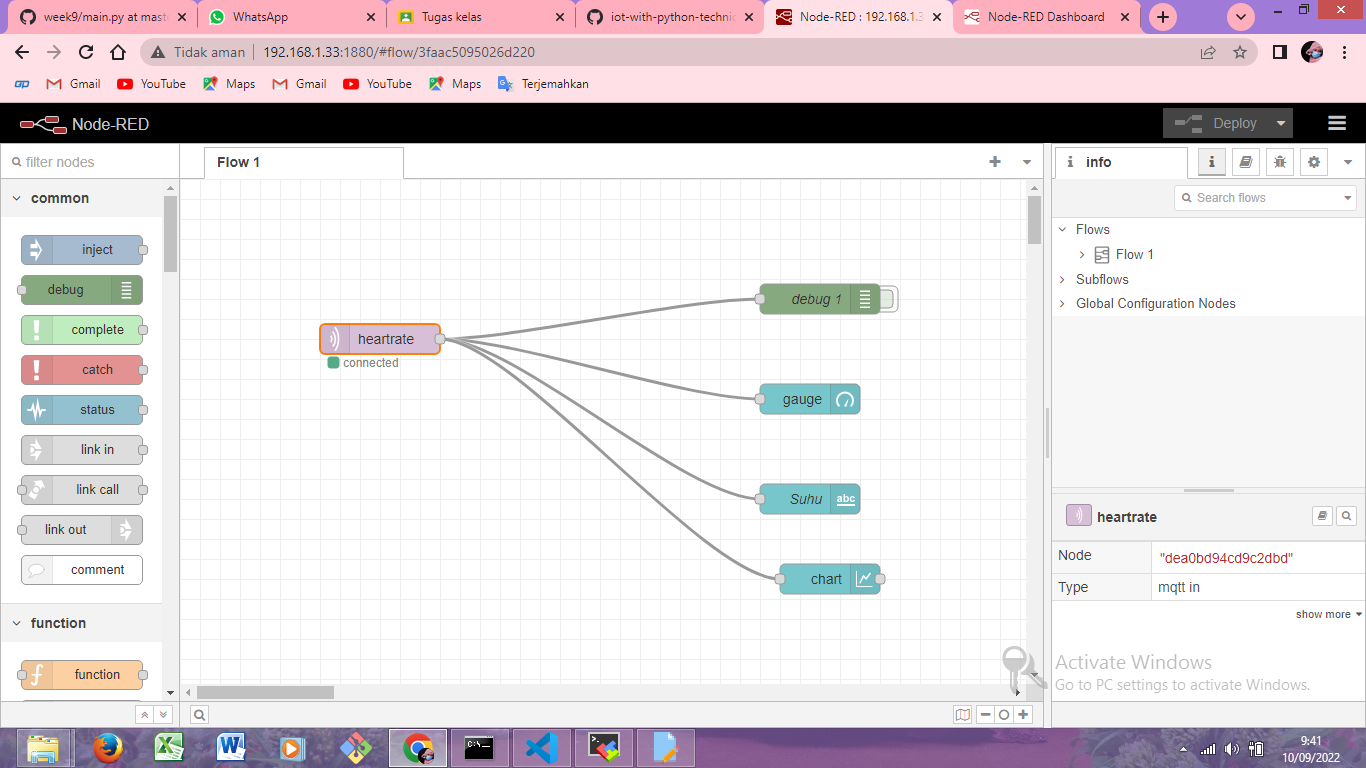 week9/main.py at mast
WhatsApp
Tugas kelas
iot-with-python-technic
Node-RED : 192.168.1.3
Node-RED Dashboard
Tidak aman
192.168.1.33:1880/#flow/3faac5095026d220
Gmail
YouTube
Maps
Gmail
YouTube
Maps
Terjemahkan
Node-RED
Deploy
filter nodes
Flow 1
i
info
i
common
Search flows
Flows
inject
Flow 1
debug
Subflows
debug 1
Global Configuration Nodes
complete
heartrate
connected
catch
gauge
status
link in
link call
Suhu
abc
heartrate
link out
Node
"dea0bd94cd9c2dbd"
comment
chart
Type
mqtt in
show more
function
Activate Windows
function
Go to PC settings to activate Windows.
9:41
10/09/2022